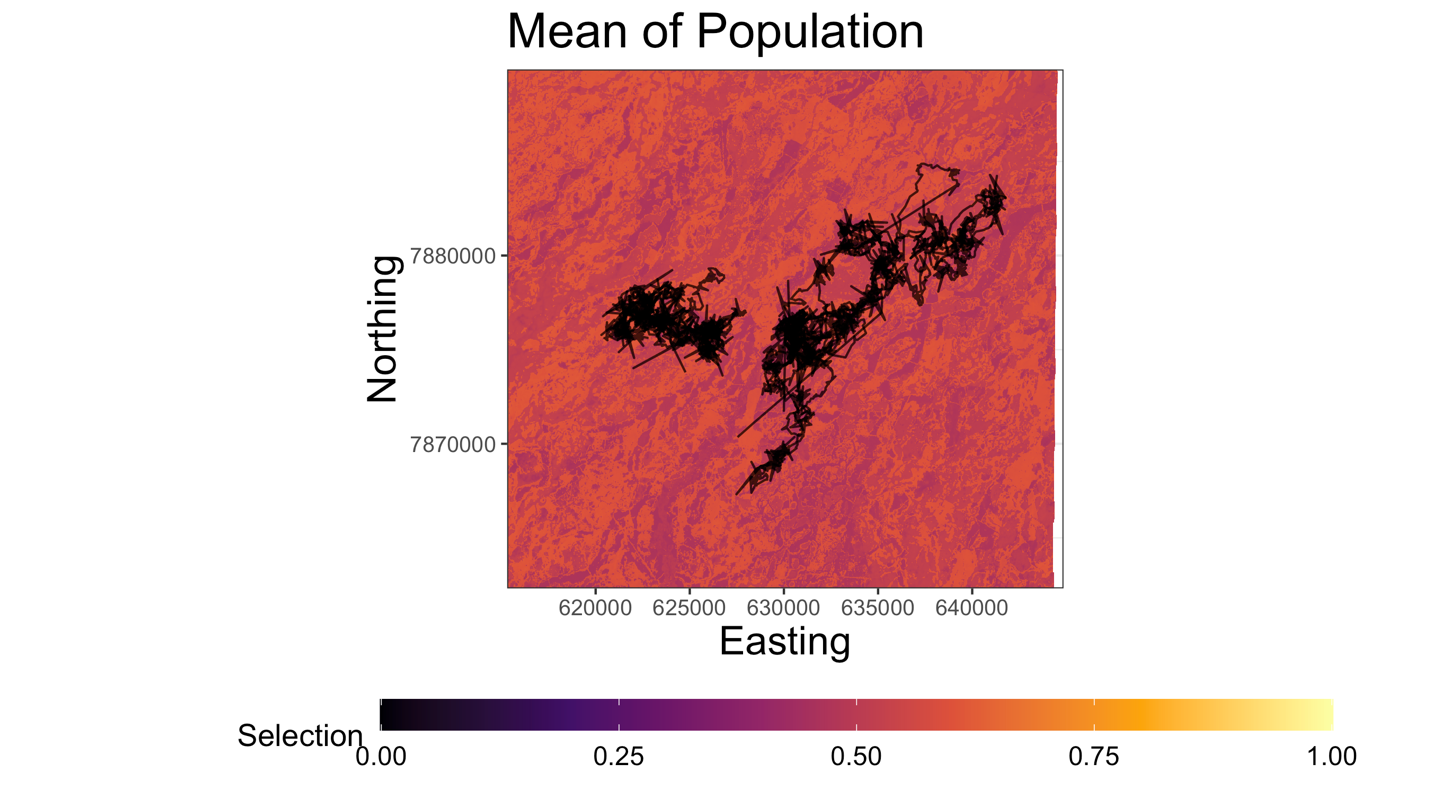 Mean of Population
Northing
7880000
7870000
620000 625000 630000 635000 640000
Easting
Selection
0.00 0.25 0.50 0.75 1.00